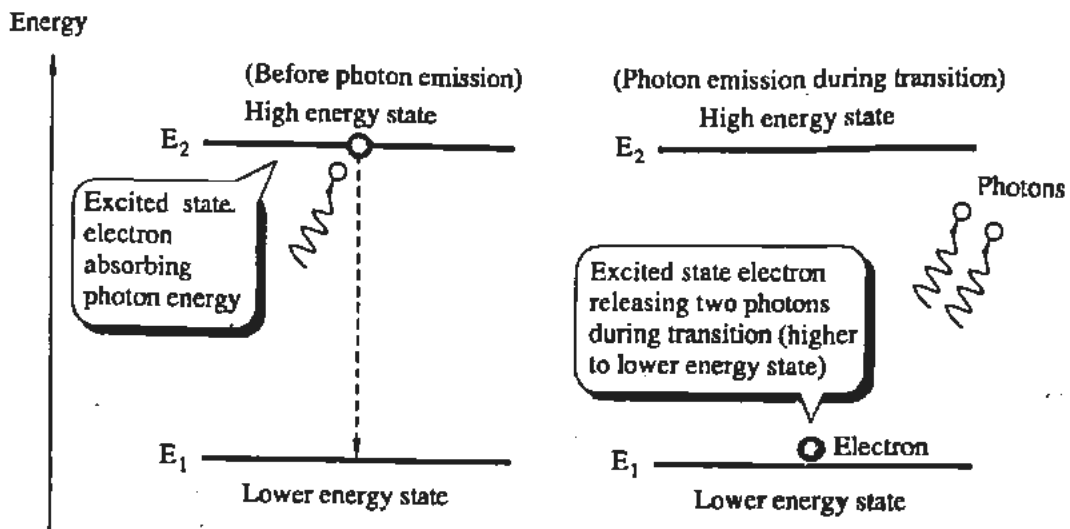 Energy
(Before photon emission)
High energy state
E₂
Excited state.
electron
absorbing
photon energy
E₁
Lower energy state
(Photon emission during transition)
High energy state
E₂
Photons
Excited state electron
releasing two photons
during transition (higher
to lower energy state)
Electron
E₁
Lower energy state